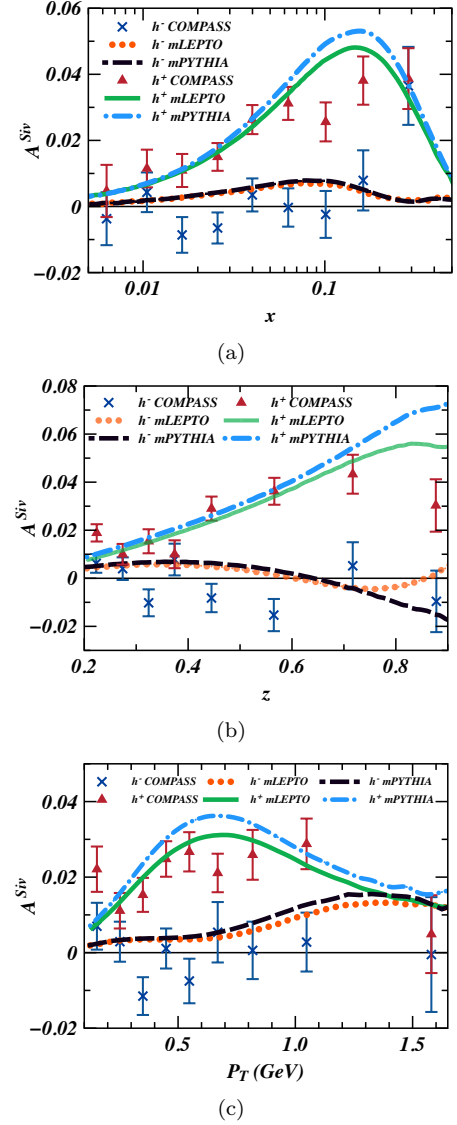 0.06
h⁻ COMPASS
h⁻ mLEPTO
h⁻ mPYTHIA
h⁺ COMPASS
h⁺ mLEPTO
h⁺ mPYTHIA
0.04
0.02
0
−0.02
A^Siv
0.01 0.1
x
(a)
0.08
h⁻ COMPASS h⁺ COMPASS
h⁻ mLEPTO h⁺ mLEPTO
h⁻ mPYTHIA h⁺ mPYTHIA
0.06
0.04
0.02
0
−0.02
A^Siv
0.2 0.4 0.6 0.8
z
(b)
h⁻ COMPASS h⁻ mLEPTO h⁻ mPYTHIA
h⁺ COMPASS h⁺ mLEPTO h⁺ mPYTHIA
0.04
0.02
0
−0.02
A^Siv
0.5 1.0 1.5
P_T (GeV)
(c)